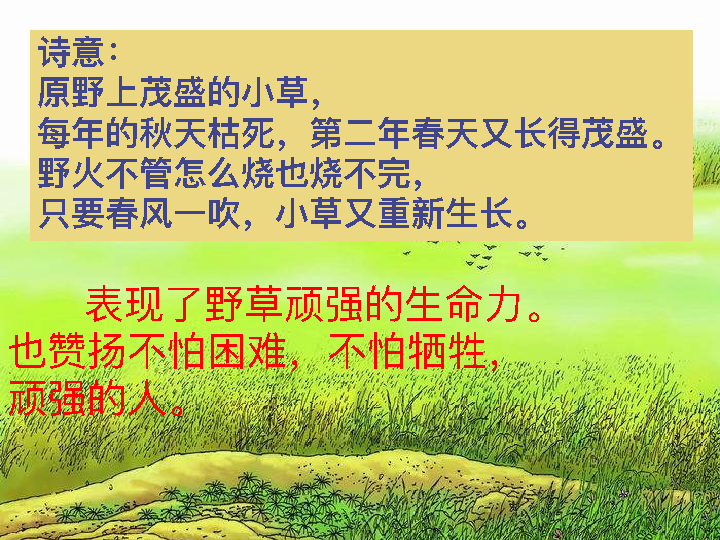 诗意：
原野上茂盛的小草，
每年的秋天枯死，第二年春天又长得茂盛。
野火不管怎么烧也烧不完，
只要春风一吹，小草又重新生长。
表现了野草顽强的生命力。
也赞扬不怕困难，不怕牺牲，
顽强的人。